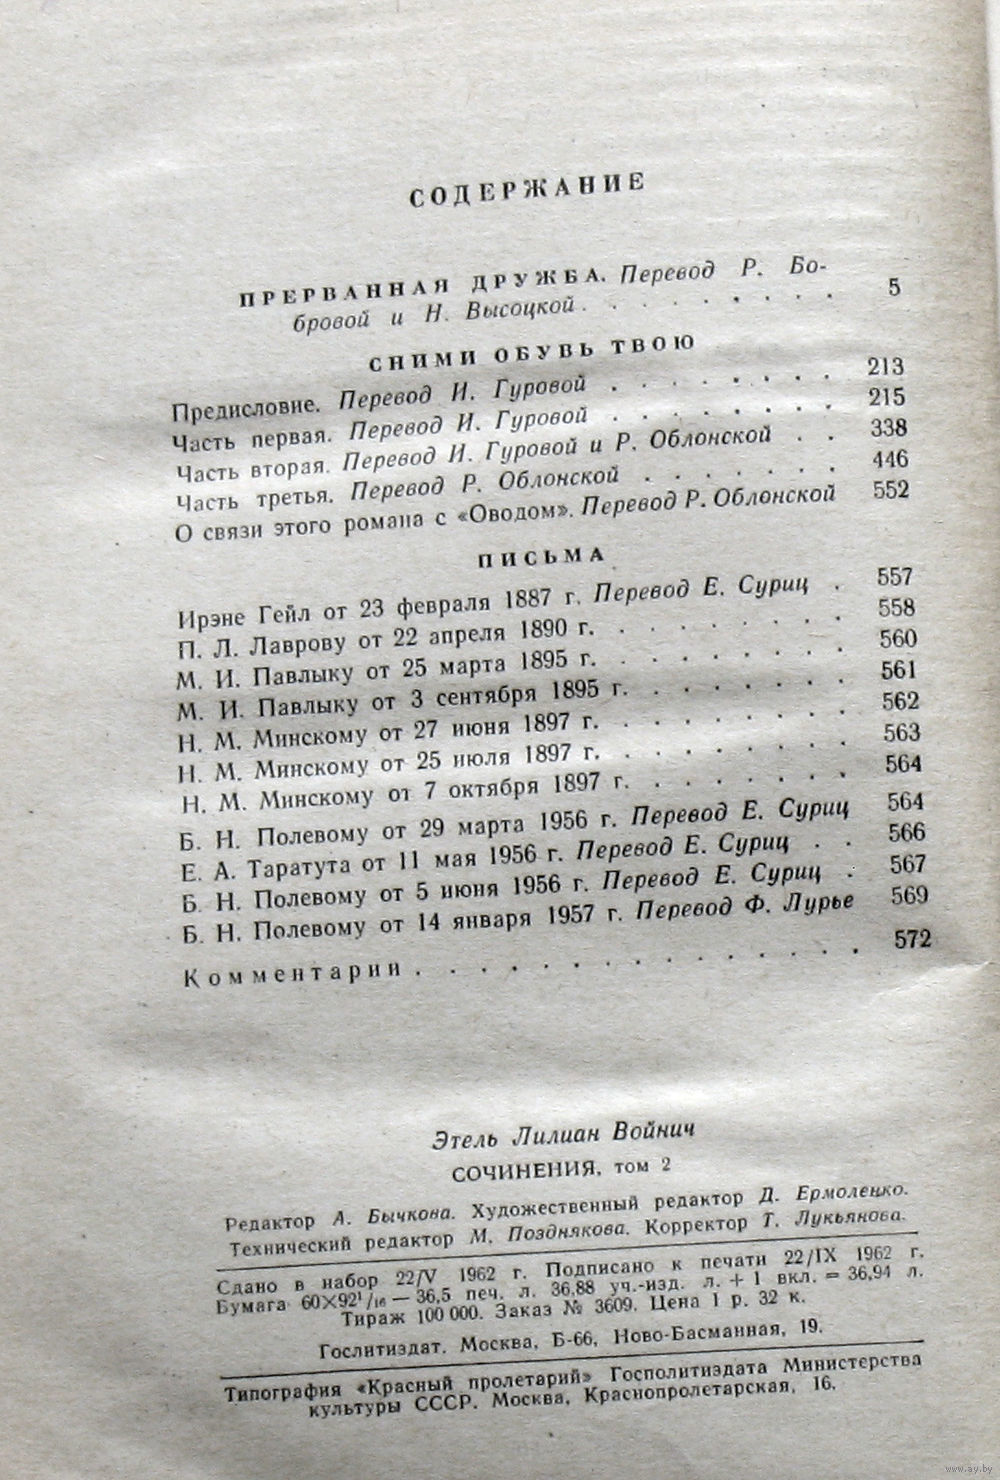 СОДЕРЖАНИЕ
ПРЕРВАННАЯ ДРУЖБА. Перевод Р. Бо-
бровой и Н. Высоцкой . . . . . . . . 5
СНИМИ ОБУВЬ ТВОЮ
Предисловие. Перевод И. Гуровой . . . . . . . . 213
Часть первая. Перевод И. Гуровой . . . . . . . . 215
Часть вторая. Перевод И. Гуровой и Р. Облонской . . 338
Часть третья. Перевод Р. Облонской . . . . . . . 446
О связи этого романа с «Оводом». Перевод Р. Облонской 552
ПИСЬМА
Ирэне Гейл от 23 февраля 1887 г. Перевод Е. Суриц . 557
П. Л. Лаврову от 22 апреля 1890 г. . . . . . . . . 558
М. И. Павлыку от 25 марта 1895 г. . . . . . . . . 560
М. И. Павлыку от 3 сентября 1895 г. . . . . . . . 561
Н. М. Минскому от 27 июня 1897 г. . . . . . . . . 562
Н. М. Минскому от 25 июля 1897 г. . . . . . . . . 563
Н. М. Минскому от 7 октября 1897 г. . . . . . . . 564
Б. Н. Полевому от 29 марта 1956 г. Перевод Е. Суриц 564
Е. А. Таратута от 11 мая 1956 г. Перевод Е. Суриц . . 566
Б. Н. Полевому от 5 июня 1956 г. Перевод Е. Суриц . 567
Б. Н. Полевому от 14 января 1957 г. Перевод Ф. Лурье 569
Комментарии . . . . . . . . . . . . . . 572
Этель Лилиан Войнич
СОЧИНЕНИЯ, том 2
Редактор А. Бычкова. Художественный редактор Д. Ермоленко.
Технический редактор М. Позднякова. Корректор Т. Лукьянова.
Сдано в набор 22/V 1962 г. Подписано к печати 22/IX 1962 г.
Бумага 60×92¹/₁₆ — 36,5 печ. л. 36,88 уч.-изд. л. + 1 вкл. = 36,94 л.
Тираж 100 000. Заказ № 3609. Цена 1 р. 32 к.
Гослитиздат. Москва, Б-66, Ново-Басманная, 19.
Типография «Красный пролетарий» Госполитиздата Министерства
культуры СССР. Москва, Краснопролетарская, 16.
www.ay.by